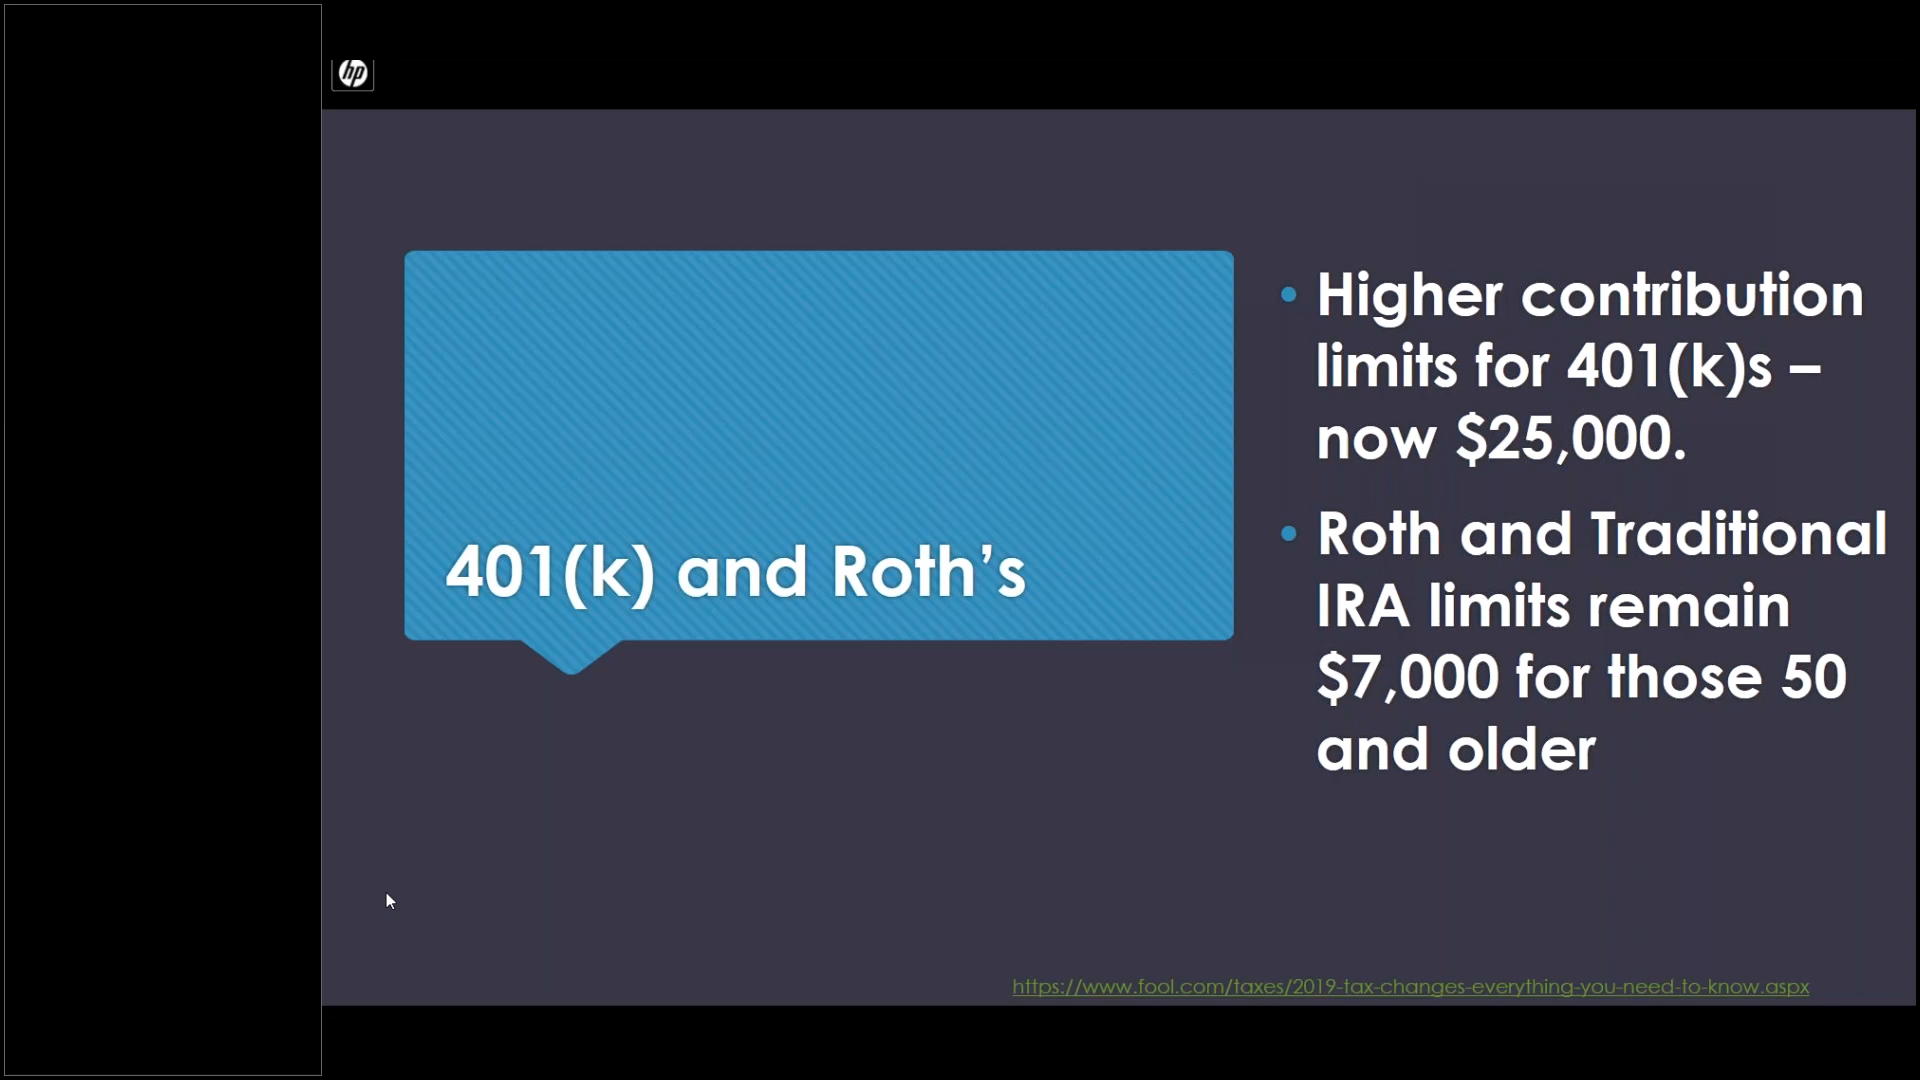 hp
401(k) and Roth’s
• Higher contribution
limits for 401(k)s –
now $25,000.
• Roth and Traditional
IRA limits remain
$7,000 for those 50
and older
https://www.fool.com/taxes/2019-tax-changes-everything-you-need-to-know.aspx